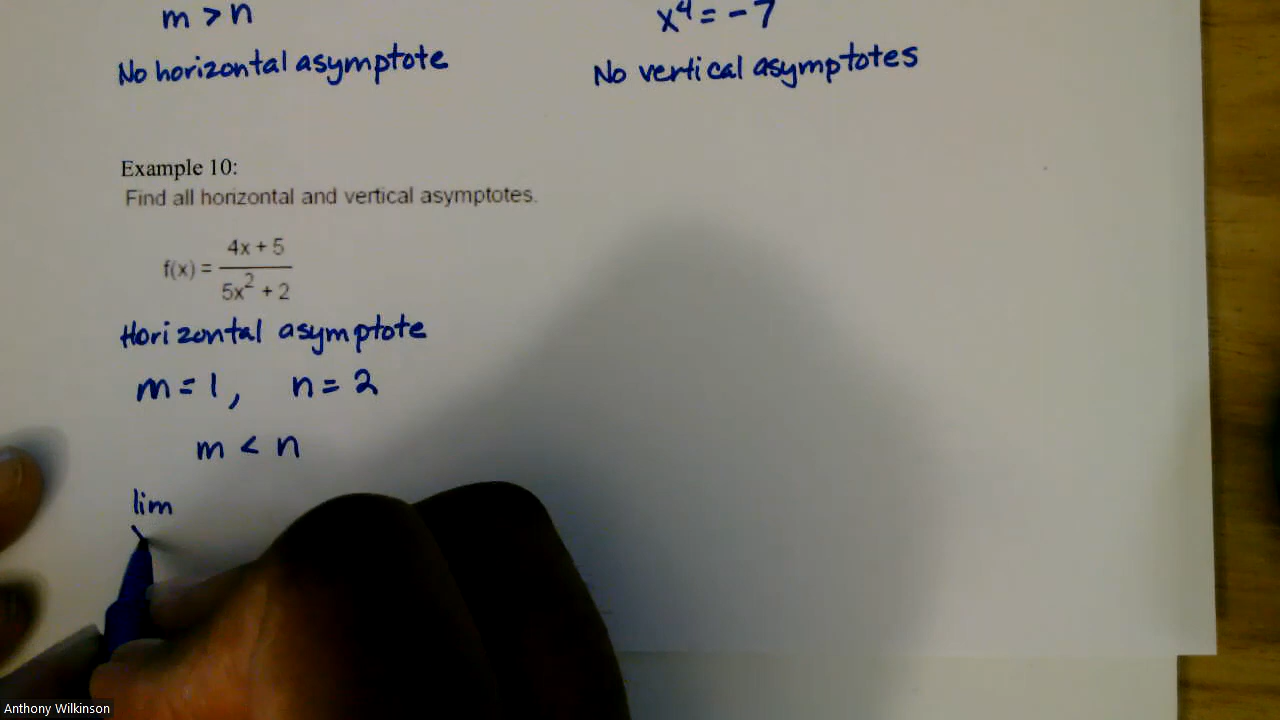 m > n
x⁴ = -7
No horizontal asymptote
No vertical asymptotes
Example 10:
Find all horizontal and vertical asymptotes.
f(x) = (4x + 5)/(5x² + 2)
Horizontal asymptote
m = 1, n = 2
m < n
lim
Anthony Wilkinson